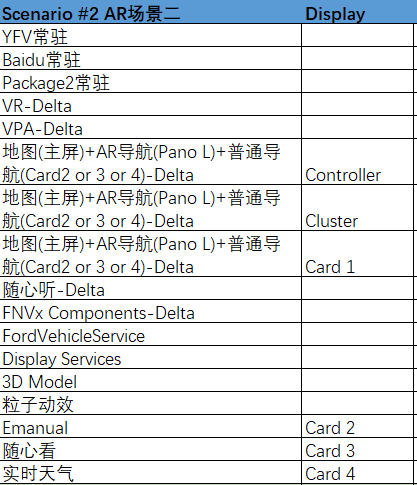 Scenario #2 AR场景二 Display
YFV常驻
Baidu常驻
Package2常驻
VR-Delta
VPA-Delta
地图(主屏)+AR导航(Pano L)+普通导
航(Card2 or 3 or 4)-Delta Controller
地图(主屏)+AR导航(Pano L)+普通导
航(Card2 or 3 or 4)-Delta Cluster
地图(主屏)+AR导航(Pano L)+普通导
航(Card2 or 3 or 4)-Delta Card 1
随心听-Delta
FNVx Components-Delta
FordVehicleService
Display Services
3D Model
粒子动效
Emanual Card 2
随心看 Card 3
实时天气 Card 4